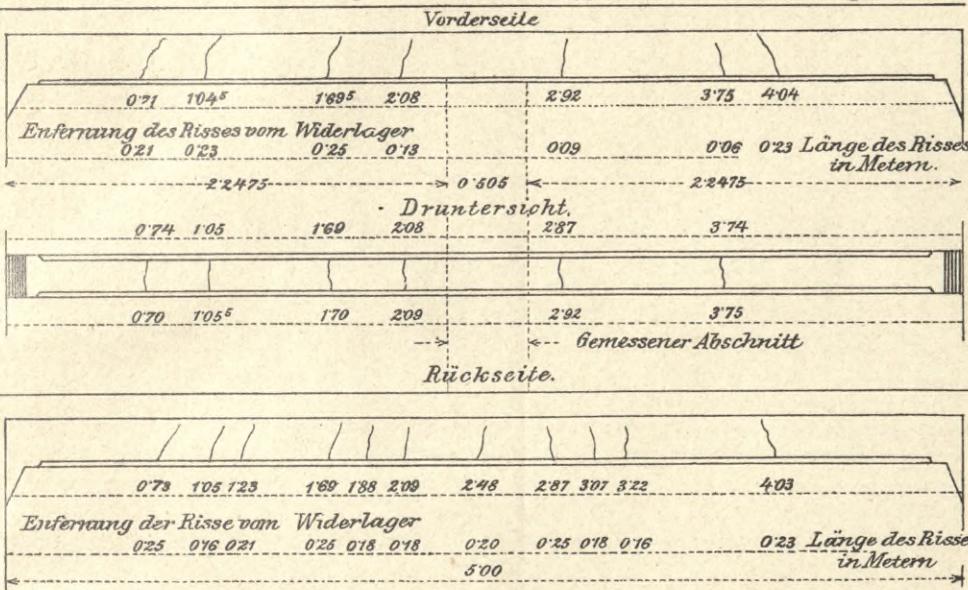 Vorderseite
0'71 1'04⁵ 1'69⁵ 2'08 2'92 3'75 4'04
Enfernung des Risses vom Widerlager
0'21 0'23 0'25 0'13 0'09 0'06 0'23 Länge des Risses
in Metern.
2'2475 0'505 2'2475
Druntersicht.
0'74 1'05 1'69 2'08 2'87 3'74
0'70 1'05⁵ 1'70 2'09 2'92 3'75
Gemessener Abschnitt
Rückseite.
0'73 1'05 1'23 1'69 1'88 2'09 2'48 2'87 3'07 3'22 4'03
Enfernung der Risse vom Widerlager
0'25 0'16 0'21 0'25 0'18 0'18 0'20 0'25 0'18 0'16 0'23 Länge des Risse
in Metern
5'00